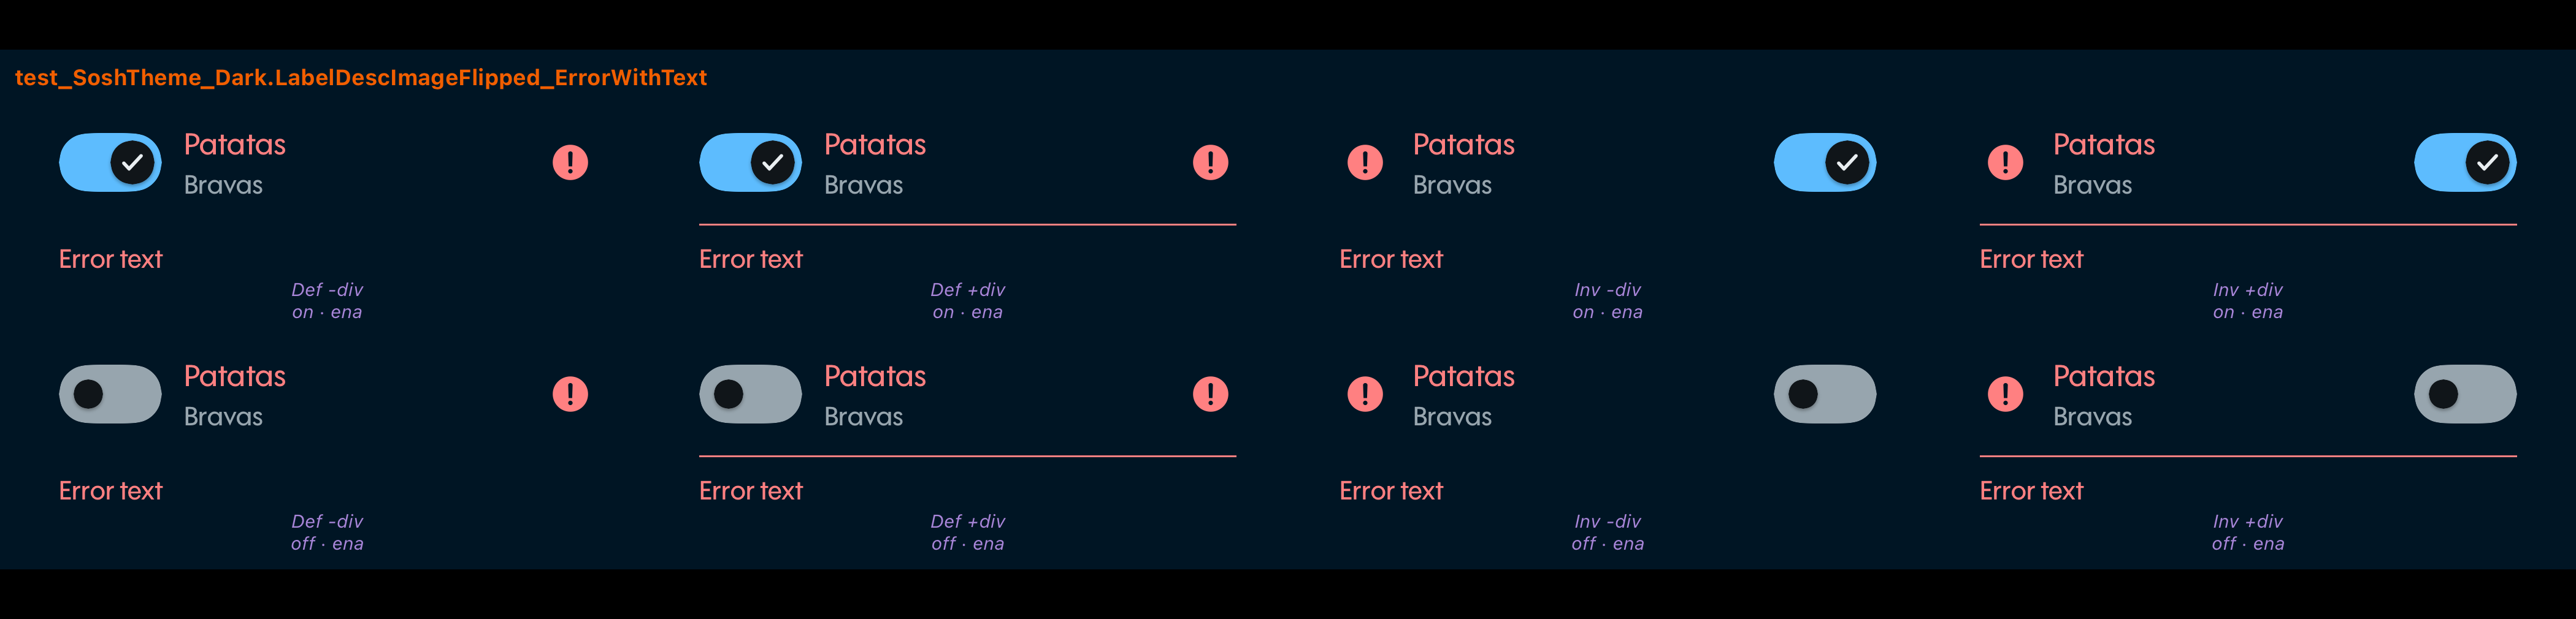 test_SoshTheme_Dark.LabelDescImageFlipped_ErrorWithText
Patatas
Bravas
Error text
Def -div
on · ena
Patatas
Bravas
Error text
Def +div
on · ena
Patatas
Bravas
Error text
Inv -div
on · ena
Patatas
Bravas
Error text
Inv +div
on · ena
Patatas
Bravas
Error text
Def -div
off · ena
Patatas
Bravas
Error text
Def +div
off · ena
Patatas
Bravas
Error text
Inv -div
off · ena
Patatas
Bravas
Error text
Inv +div
off · ena